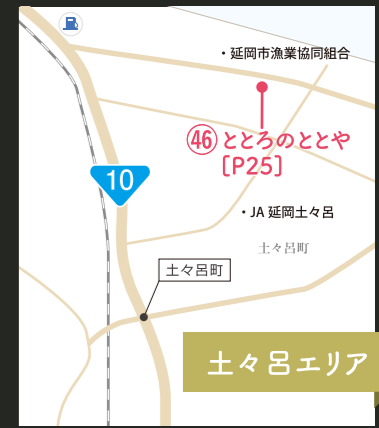 ・延岡市漁業協同組合
46 ととろのととや
[P25]
10
・JA 延岡土々呂
土々呂町
土々呂町
土々呂エリア